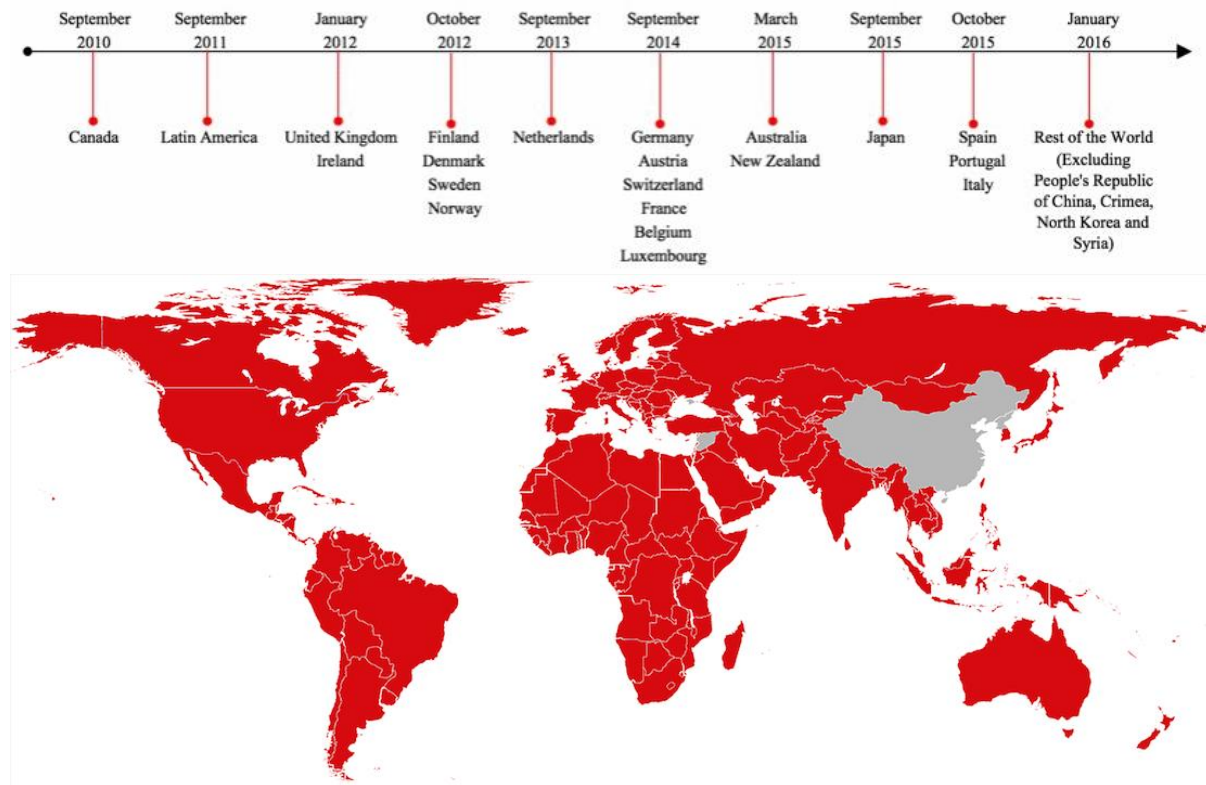 September 2010
September 2011
January 2012
October 2012
September 2013
September 2014
March 2015
September 2015
October 2015
January 2016
Canada
Latin America
United Kingdom
Ireland
Finland
Denmark
Sweden
Norway
Netherlands
Germany
Austria
Switzerland
France
Belgium
Luxembourg
Australia
New Zealand
Japan
Spain
Portugal
Italy
Rest of the World
(Excluding
People's Republic
of China, Crimea,
North Korea and
Syria)